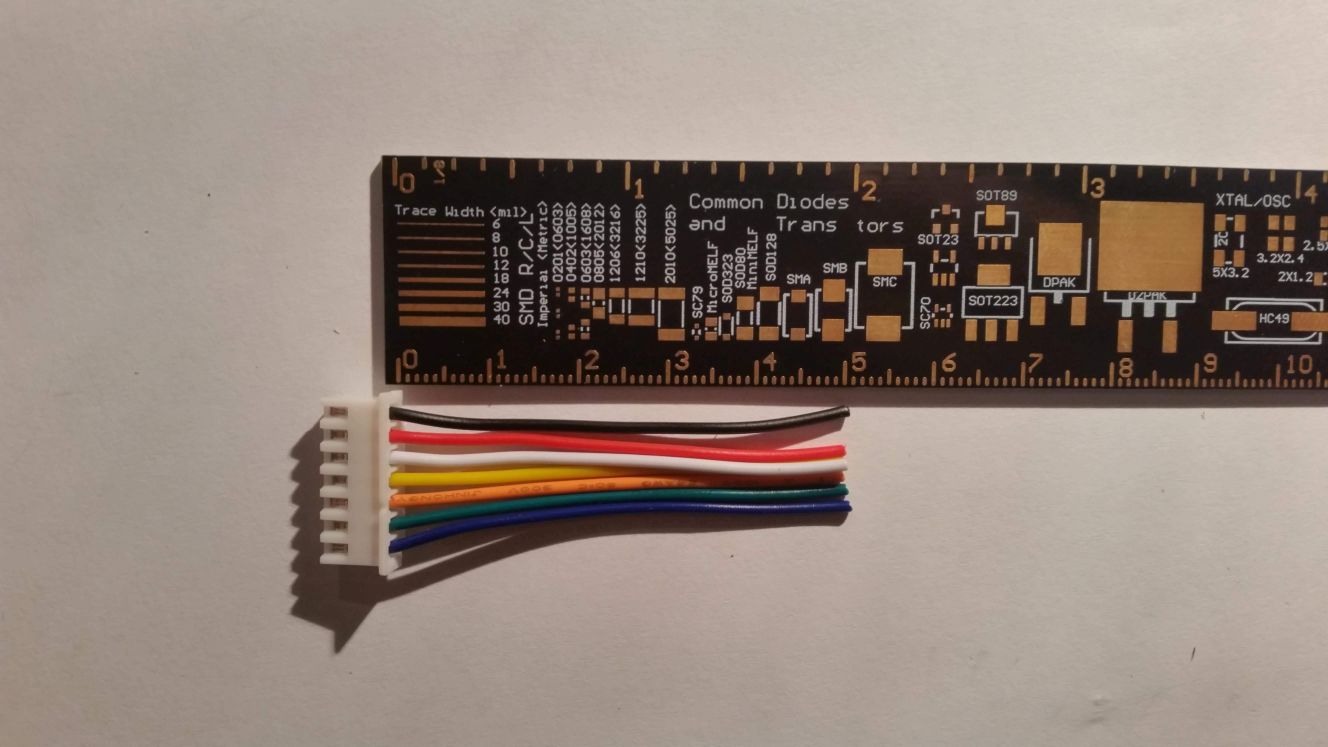 0 1/8 1 2 3 4
Trace Width <mil>
6
8
10
12
18
24
30
40
SMD R/C/L
Imperial <Metric>
0201<0603>
0402<1005>
0603<1608>
0805<2012>
1206<3216>
1210<3225>
2010<5025>
Common Diodes
and Trans tors
SC79
MicroMELF
SOD323
SOD80
MiniMELF
SOD128
SMA
SMB
SMC
SOT23
SC70
SOT89
SOT223
DPAK
D2PAK
XTAL/OSC
5X3.2
3.2X2.4
2X1.2
HC49
0 1 2 3 4 5 6 7 8 9 10